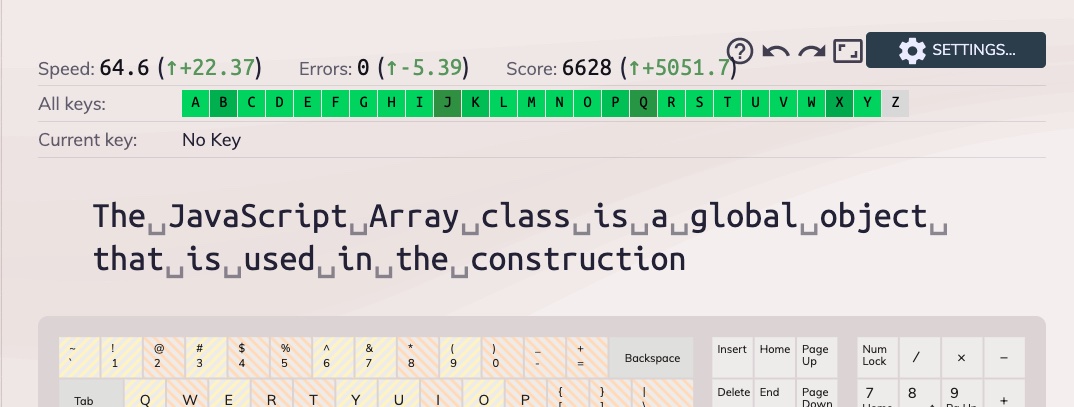 Speed: 64.6 (↑+22.37) Errors: 0 (↑-5.39) Score: 6628 (↑+5051.7) SETTINGS...
All keys: A B C D E F G H I J K L M N O P Q R S T U V W X Y Z
Current key: No Key
The␣JavaScript␣Array␣class␣is␣a␣global␣object␣
that␣is␣used␣in␣the␣construction
~ ! @ # $ % ^ & * ( ) _ + Insert Home Page Num / × −
` 1 2 3 4 5 6 7 8 9 0 - = Backspace Up Lock
Tab Q W E R T Y U I O P { } | Delete End Page 7 8 9 +
[ ] \ Down Home ↑ Pg Up